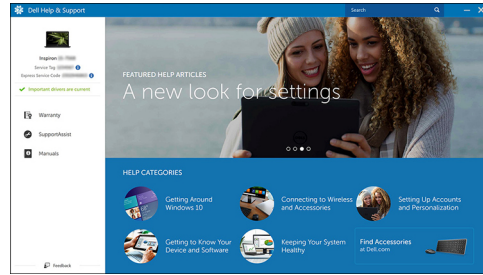 Dell Help & Support
Search
Inspiron
Service Tag
Express Service Code
Important drivers are current
Warranty
SupportAssist
Manuals
Feedback
FEATURED HELP ARTICLES
A new look for settings
HELP CATEGORIES
Getting Around
Windows 10
Connecting to Wireless
and Accessories
Setting Up Accounts
and Personalization
Getting to Know Your
Device and Software
Keeping Your System
Healthy
Find Accessories
at Dell.com